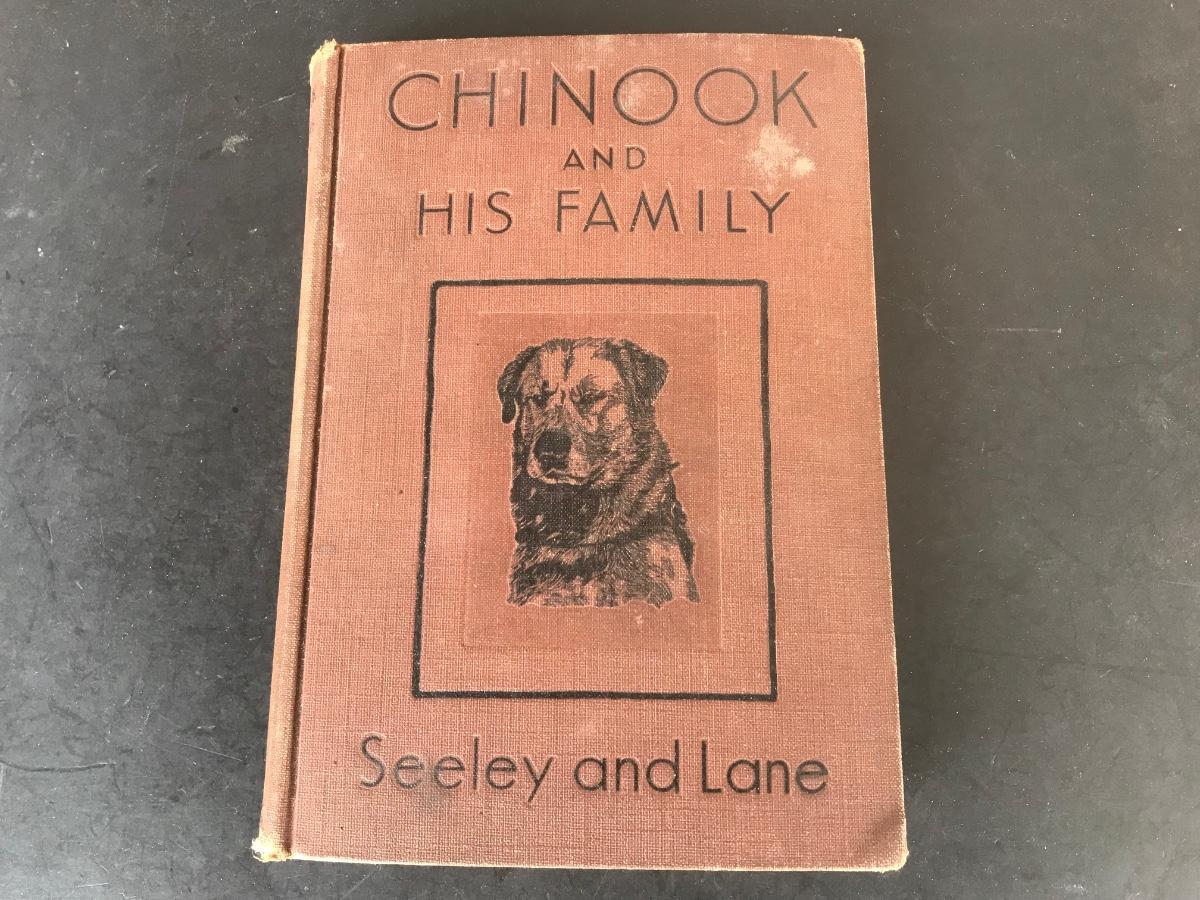 CHINOOK
AND
HIS FAMILY
Seeley and Lane